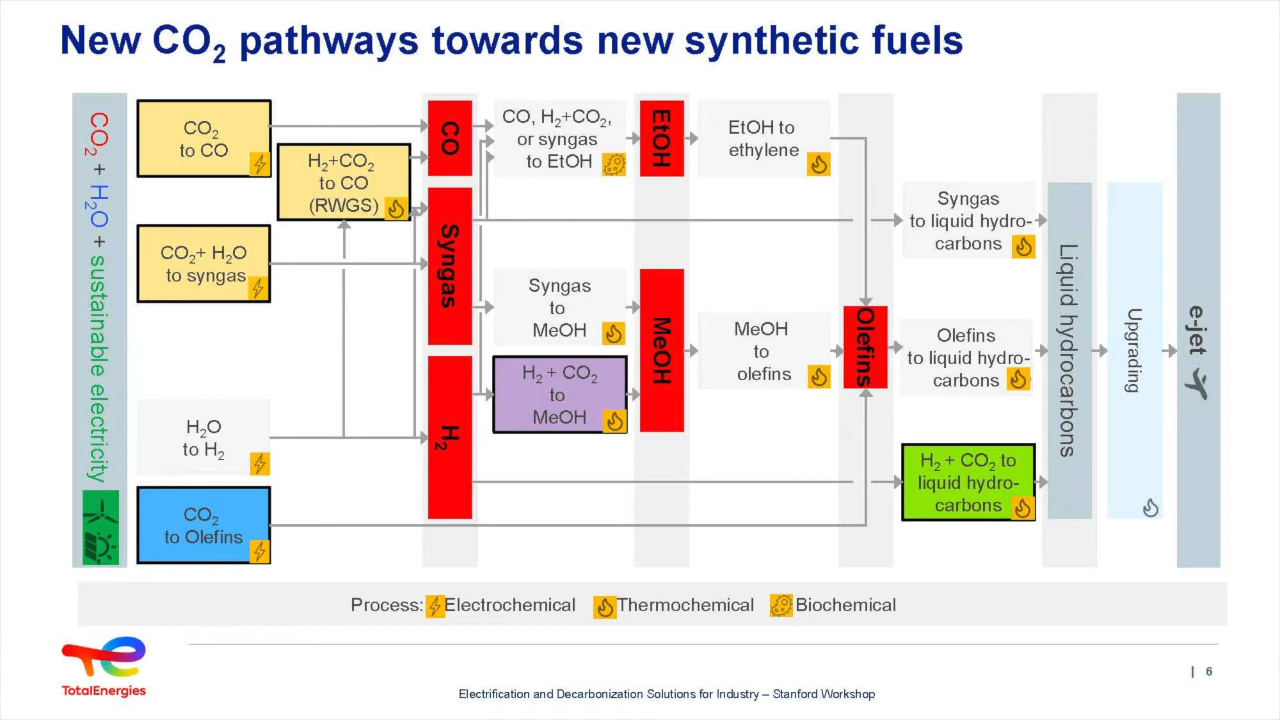 New CO₂ pathways towards new synthetic fuels
CO₂ + H₂O + sustainable electricity
CO₂
to CO
H₂+CO₂
to CO
(RWGS)
CO₂+ H₂O
to syngas
H₂O
to H₂
CO₂
to Olefins
CO
Syngas
H₂
CO, H₂+CO₂,
or syngas
to EtOH
Syngas
to
MeOH
H₂ + CO₂
to
MeOH
EtOH
MeOH
EtOH to
ethylene
MeOH
to
olefins
Olefins
Syngas
to liquid hydro-
carbons
Olefins
to liquid hydro-
carbons
H₂ + CO₂ to
liquid hydro-
carbons
Liquid hydrocarbons
Upgrading
e-jet
Process: Electrochemical Thermochemical Biochemical
TotalEnergies
Electrification and Decarbonization Solutions for Industry – Stanford Workshop
| 6